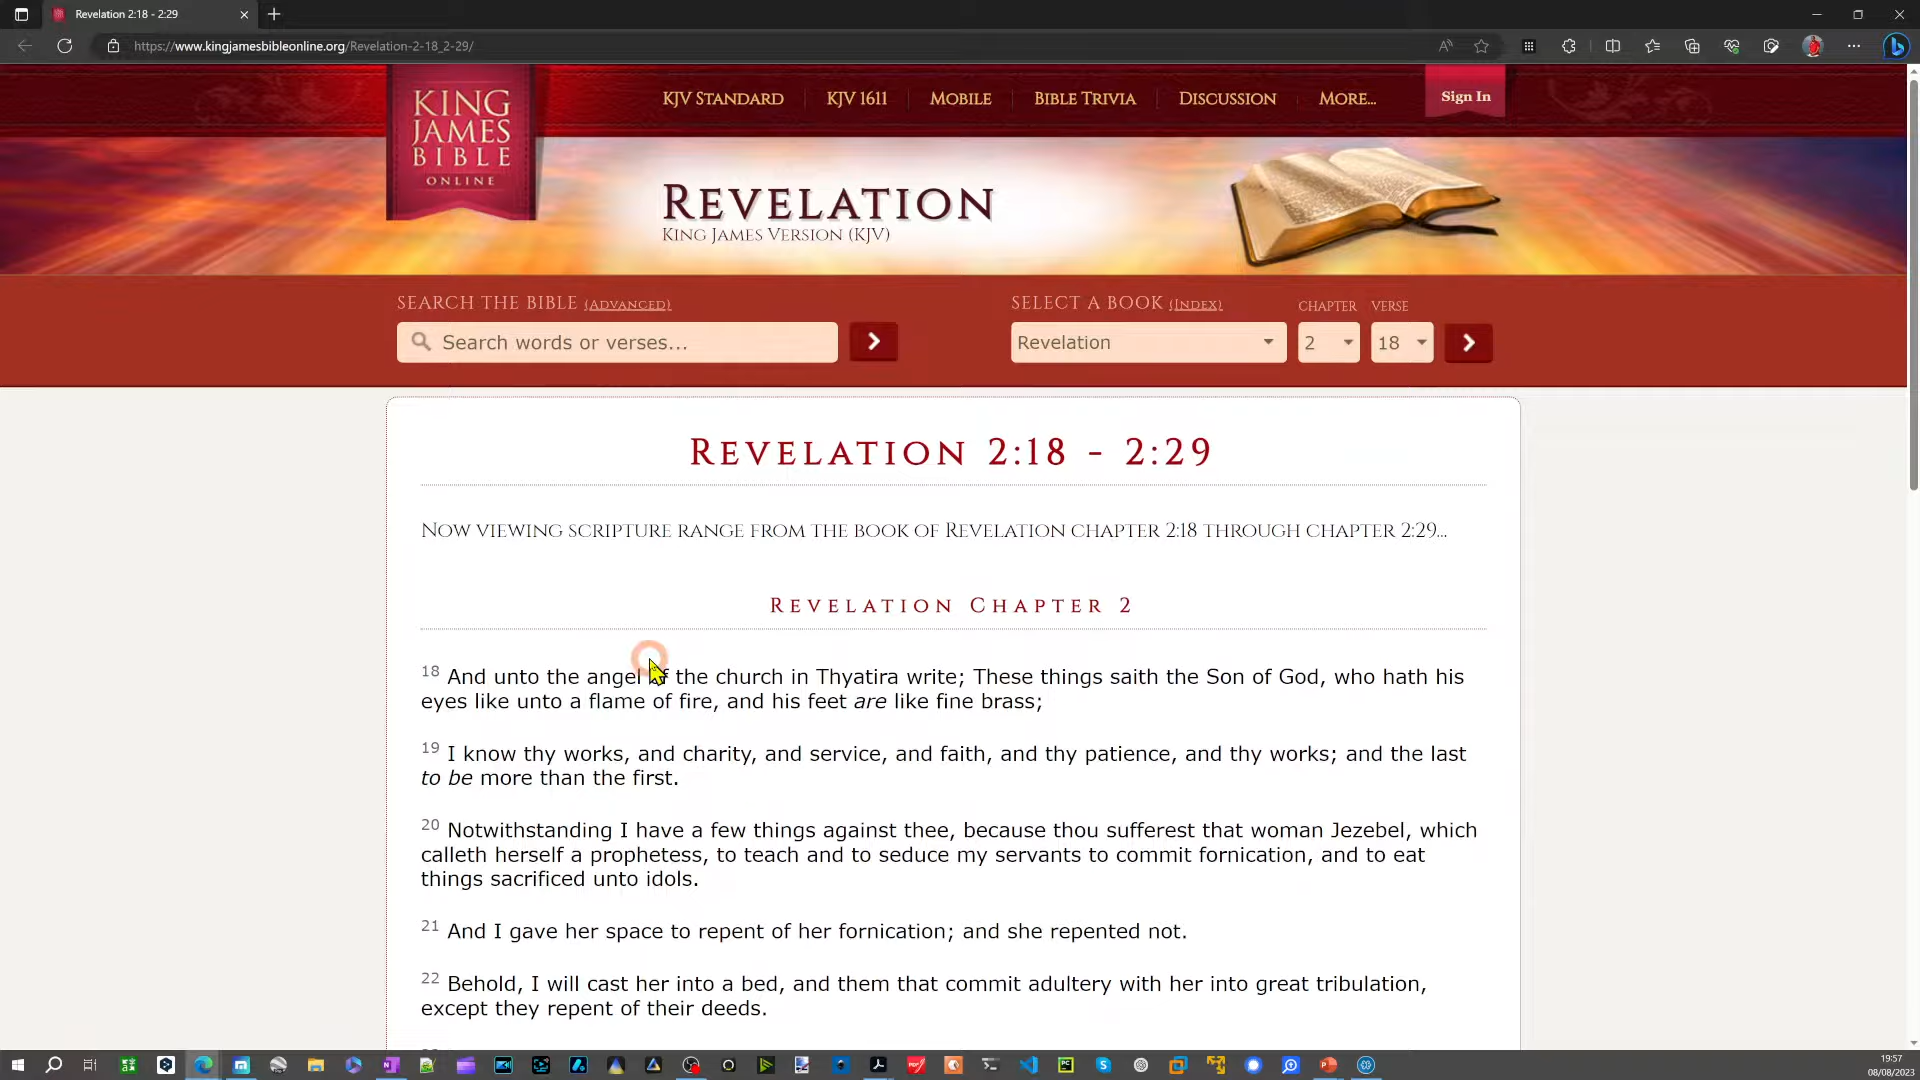 Revelation 2:18 - 2:29
https://www.kingjamesbibleonline.org/Revelation-2-18_2-29/
KING
JAMES
BIBLE
ONLINE
KJV Standard
KJV 1611
Mobile
Bible Trivia
Discussion
More...
Sign In
Revelation
King James Version (KJV)
Search the Bible (Advanced)
Select a Book (Index)
Chapter
Verse
Search words or verses...
Revelation
2
18
Revelation 2:18 - 2:29
Now viewing scripture range from the book of Revelation chapter 2:18 through chapter 2:29...
Revelation Chapter 2
18 And unto the angel of the church in Thyatira write; These things saith the Son of God, who hath his
eyes like unto a flame of fire, and his feet are like fine brass;
19 I know thy works, and charity, and service, and faith, and thy patience, and thy works; and the last
to be more than the first.
20 Notwithstanding I have a few things against thee, because thou sufferest that woman Jezebel, which
calleth herself a prophetess, to teach and to seduce my servants to commit fornication, and to eat
things sacrificed unto idols.
21 And I gave her space to repent of her fornication; and she repented not.
22 Behold, I will cast her into a bed, and them that commit adultery with her into great tribulation,
except they repent of their deeds.
19:57
08/08/2023